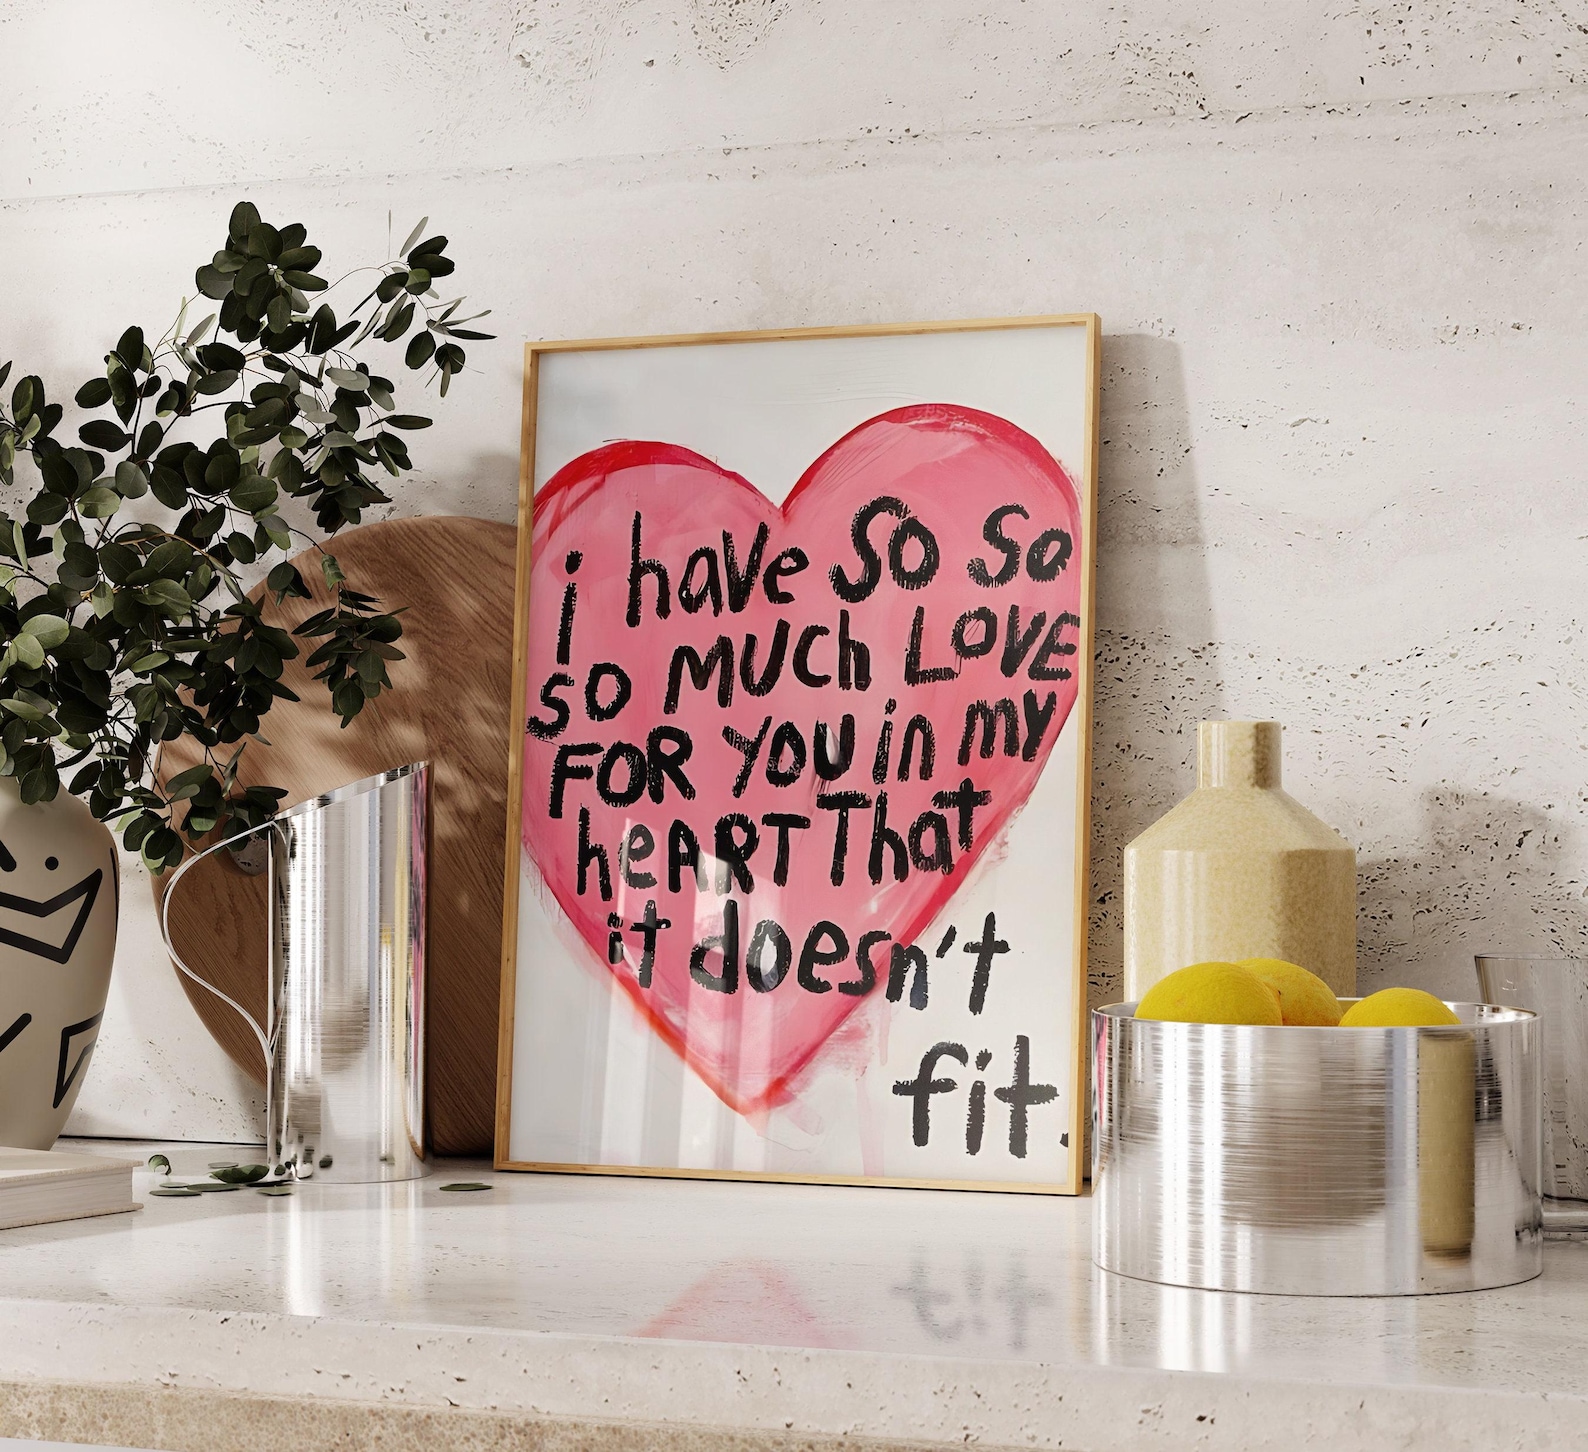 i have so so
so MUCh LOVE
FOR YOU in my
heART That
it doesn't
fit.